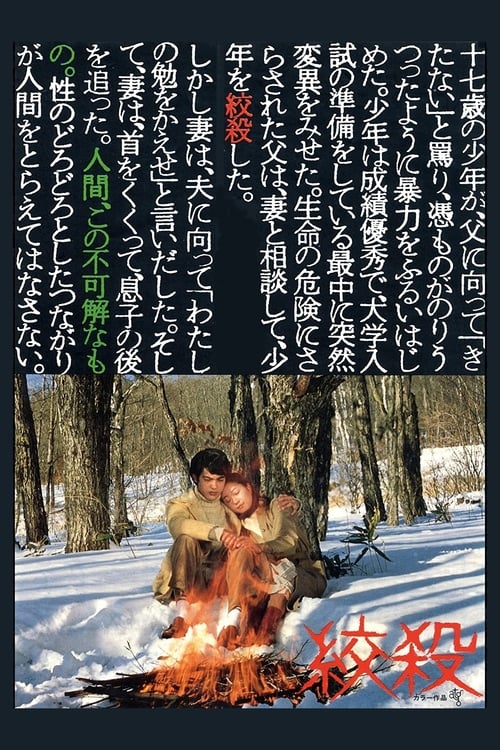 十七歳の少年が、父に向って「き
たない」と罵り、憑ものがのりう
つったように暴力をふるいはじ
めた。少年は成績優秀で、大学入
試の準備をしている最中に突然
変異をみせた。生命の危険にさ
らされた父は、妻と相談して、少
年を絞殺した。
しかし妻は、夫に向って「わたし
の勉をかえせ」と言いだした。そし
て、妻は、首をくくって、息子の後
を追った。人間、この不可解なも
の。性のどろどろとしたつながり
が人間をとらえてはなさない。
絞殺
カラー作品 atg